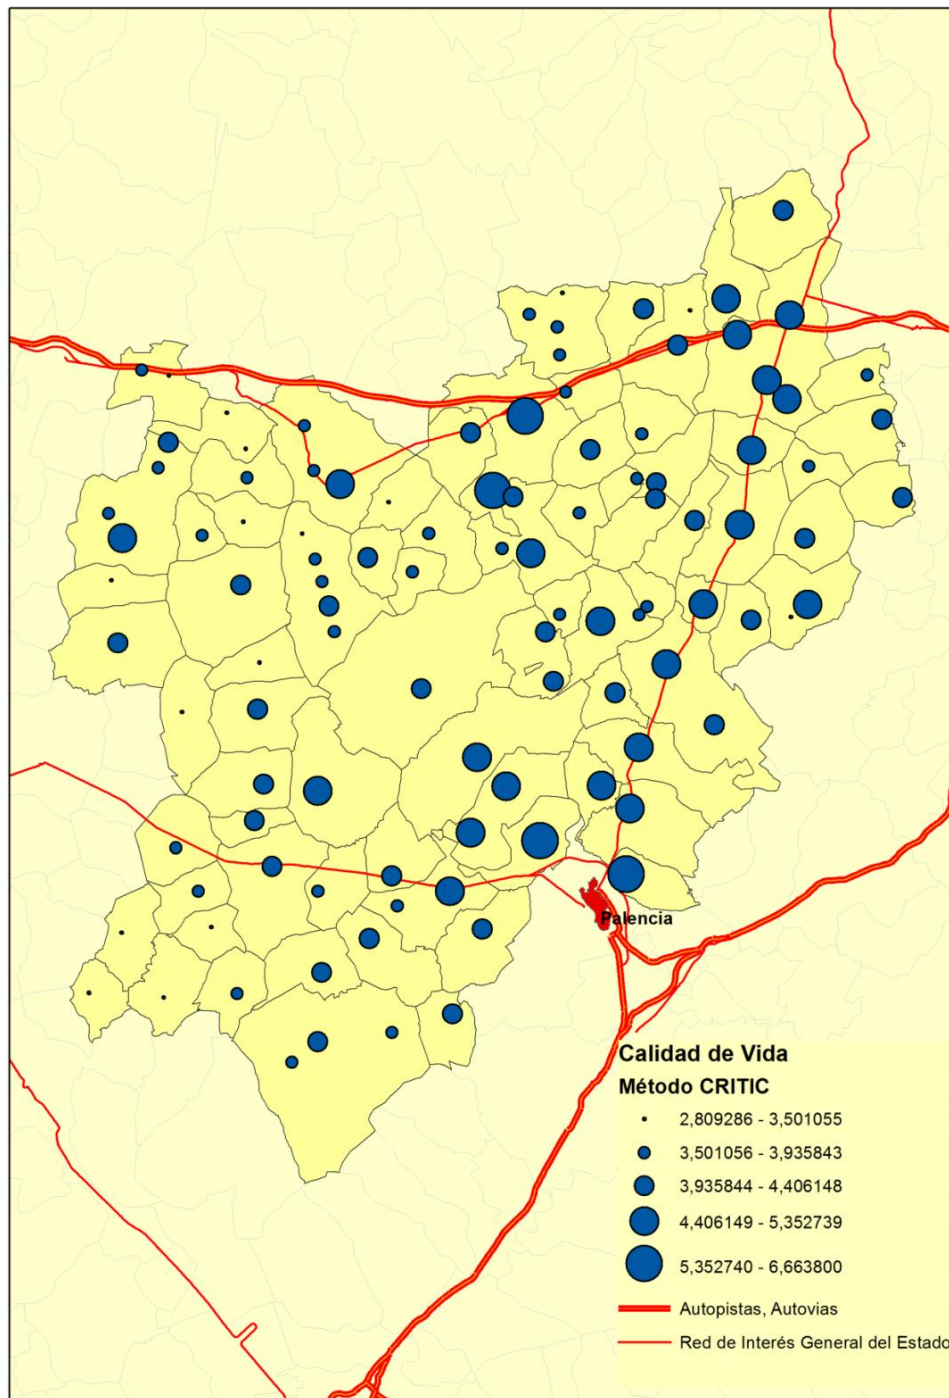 Palencia
Calidad de Vida
Método CRITIC
2,809286 - 3,501055
3,501056 - 3,935843
3,935844 - 4,406148
4,406149 - 5,352739
5,352740 - 6,663800
Autopistas, Autovias
Red de Interés General del Estado